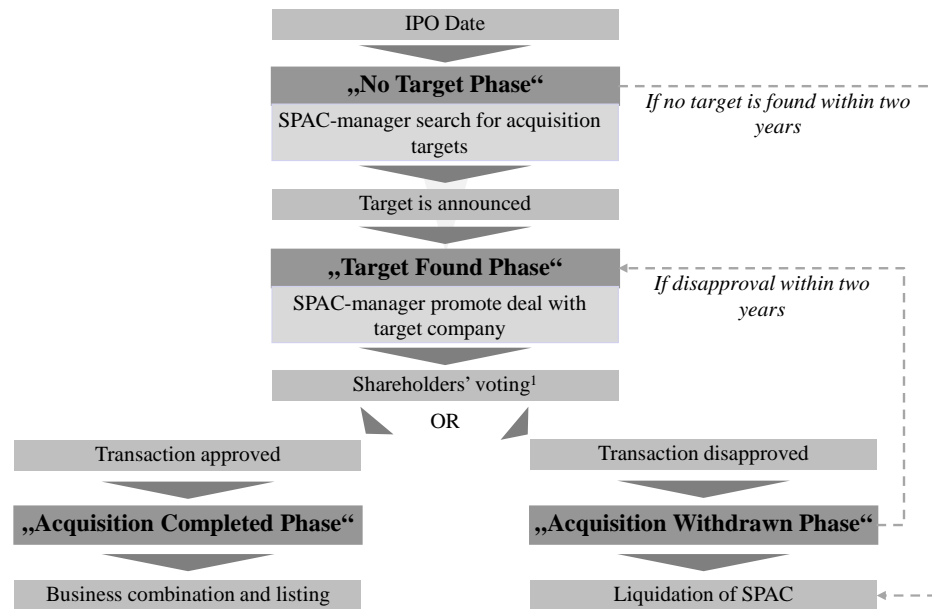 IPO Date
„No Target Phase“
If no target is found within two
years
SPAC-manager search for acquisition
targets
Target is announced
„Target Found Phase“
If disapproval within two
years
SPAC-manager promote deal with
target company
Shareholders’ voting¹
OR
Transaction approved
Transaction disapproved
„Acquisition Completed Phase“
„Acquisition Withdrawn Phase“
Business combination and listing
Liquidation of SPAC